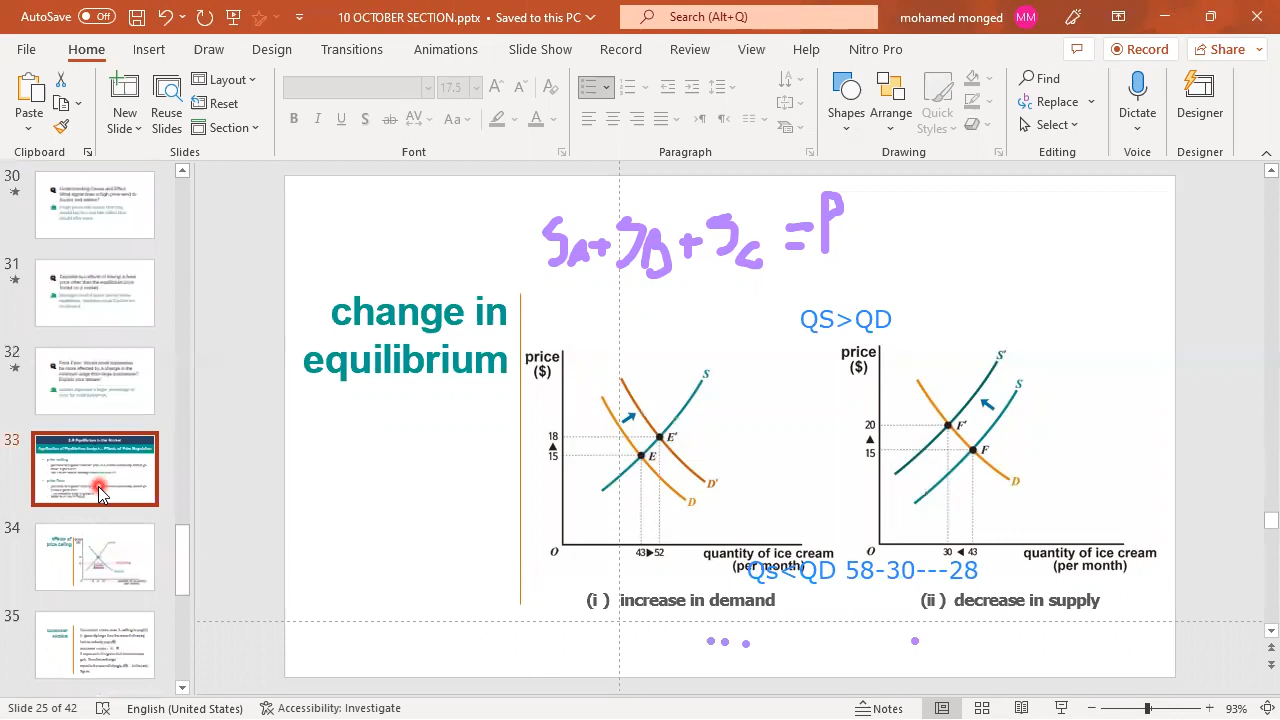 AutoSave Off 10 OCTOBER SECTION.pptx • Saved to this PC Search (Alt+Q) mohamed monged MM
File Home Insert Draw Design Transitions Animations Slide Show Record Review View Help Nitro Pro Record Share
Paste New Slide Reuse Slides Layout Reset Section 17.5 Shapes Arrange Quick Styles Find Replace Select Dictate Designer
Clipboard Slides Font Paragraph Drawing Editing Voice Designer
30
31
32
33
34
35
SA+SB+SC =P
change in
equilibrium
QS>QD
price
($)
S
18
15
E'
E
D'
D
O
43 52
quantity of ice cream
(per month)
(i) increase in demand
price
($)
S'
S
20
15
F'
F
D
O
30 43
quantity of ice cream
(per month)
Qs<QD 58-30---28
(ii) decrease in supply
Slide 25 of 42 English (United States) Accessibility: Investigate Notes 93%